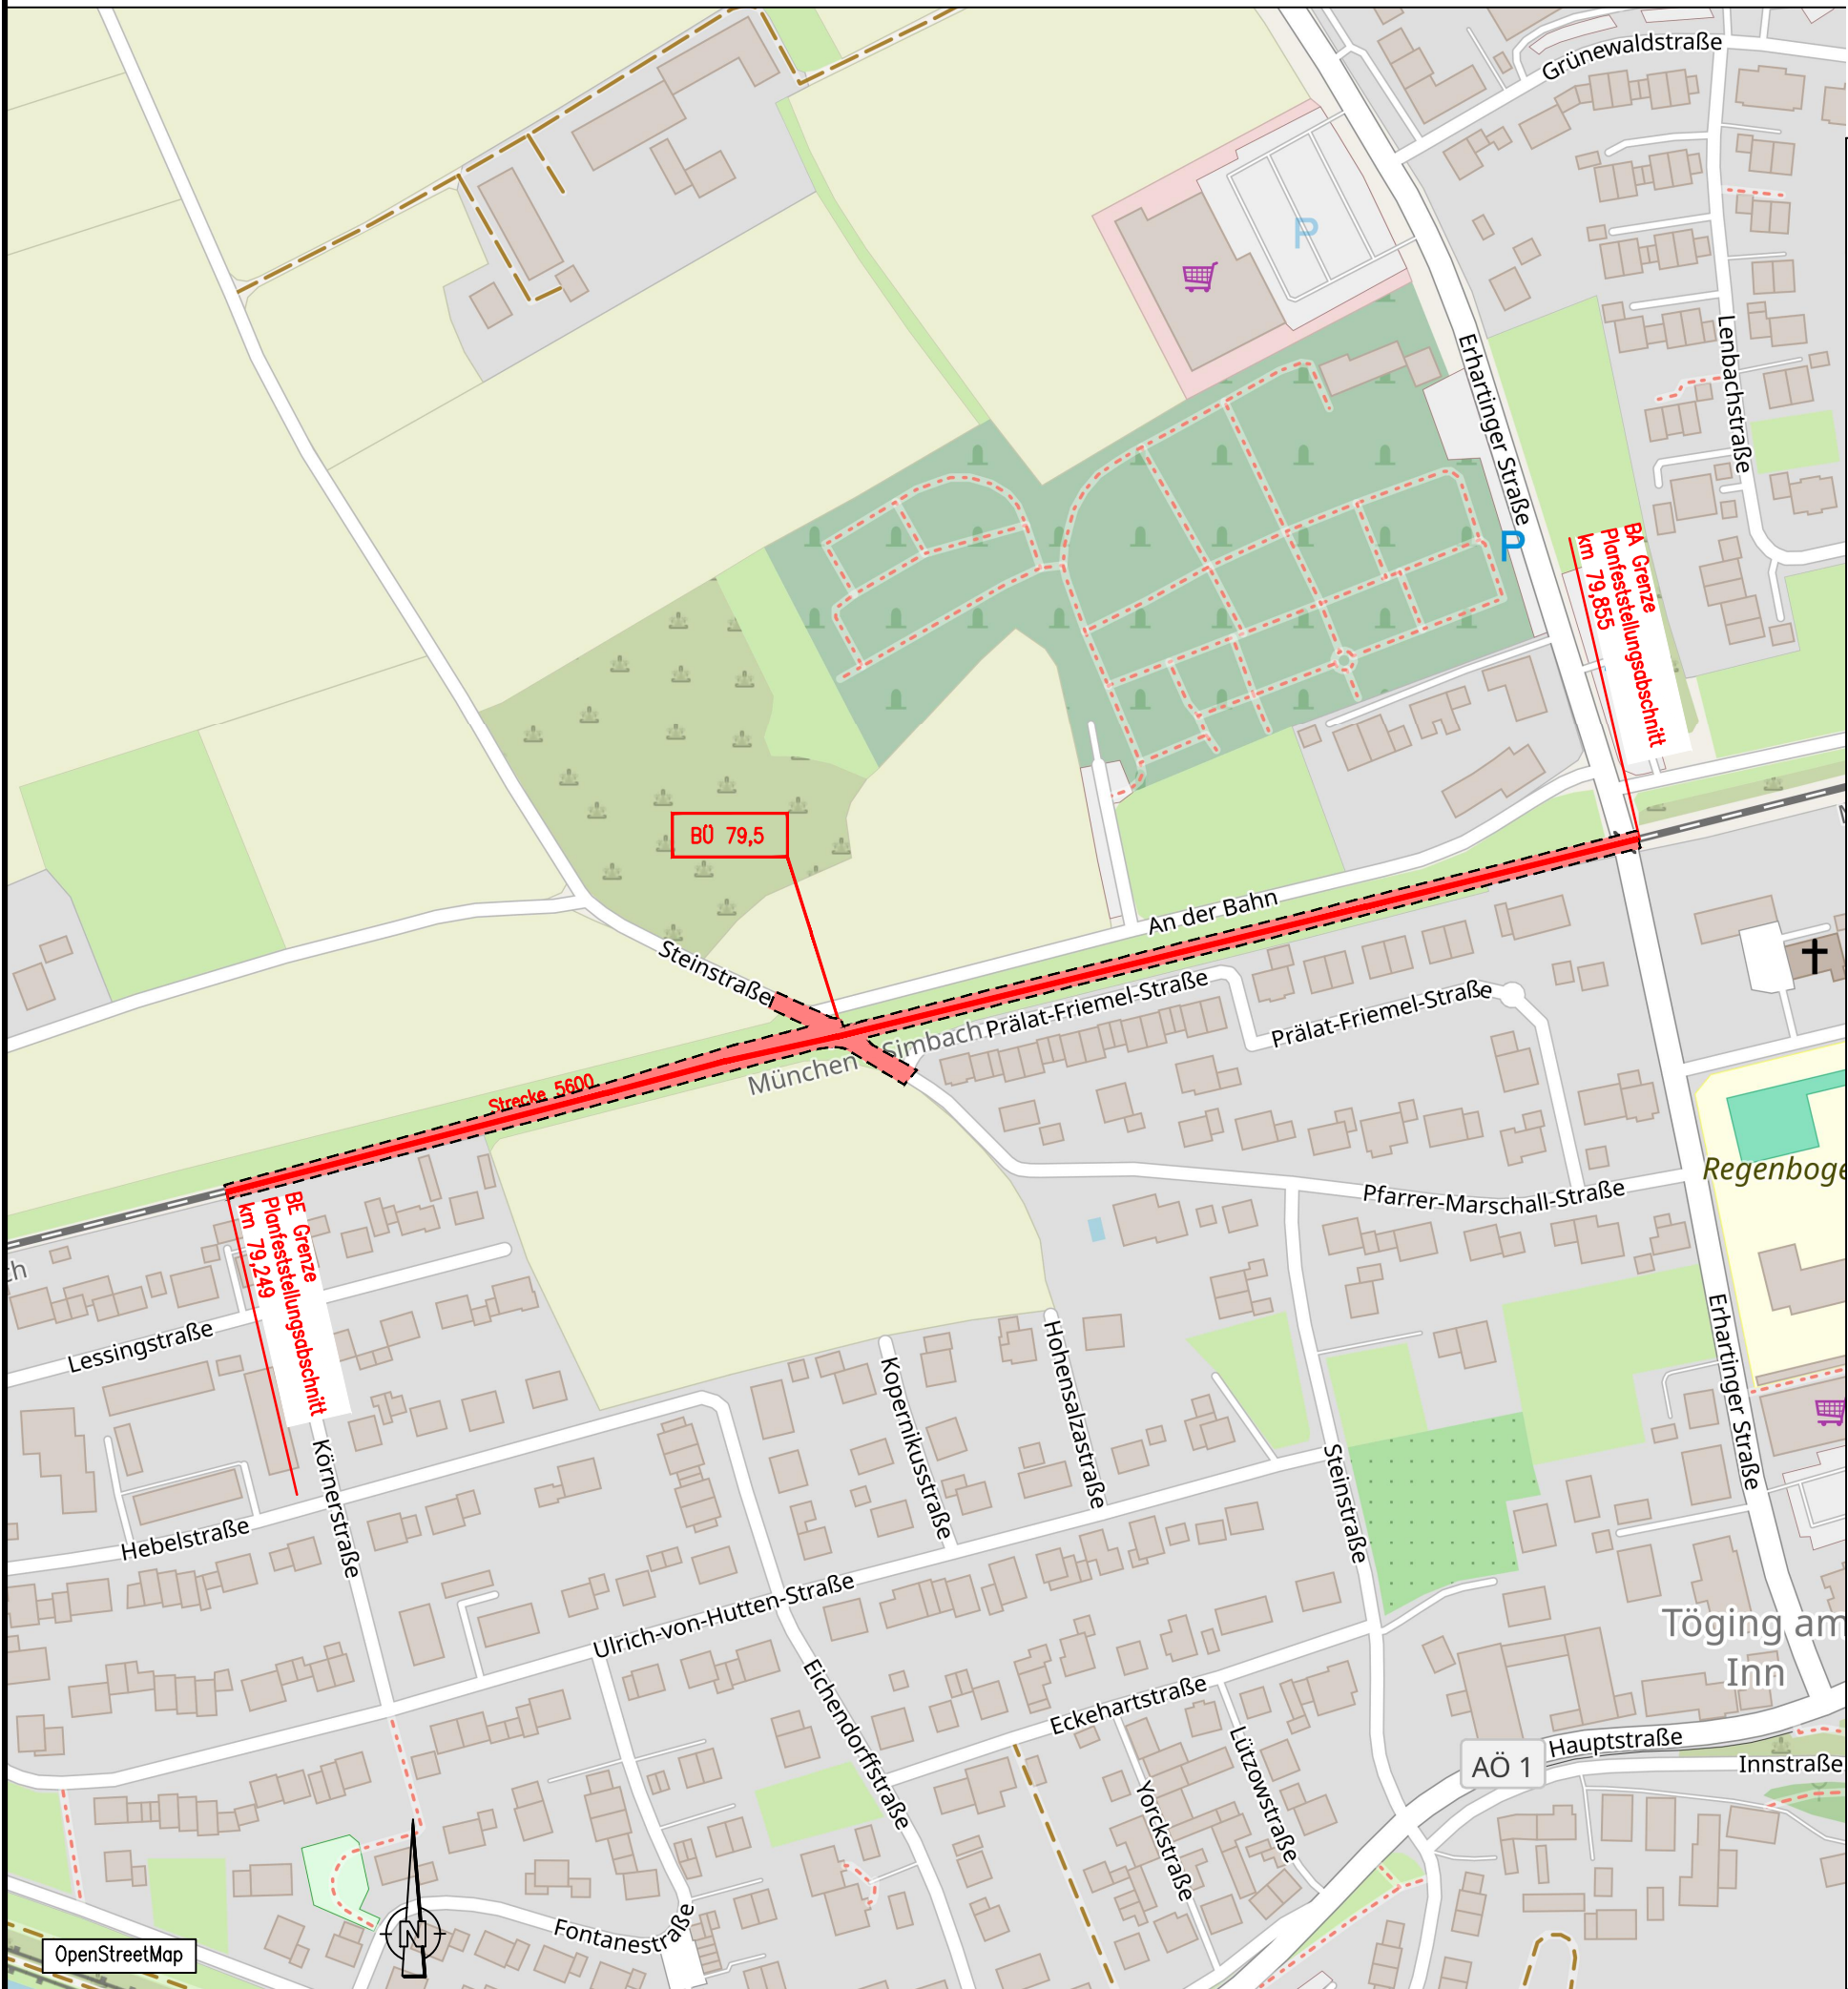 Grünewaldstraße
P
Erhartinger Straße
Lenbachstraße
P
BA Grenze
Planfeststellungsabschnitt
km 79,855
BÜ 79,5
An der Bahn
Steinstraße
Prälat-Friemel-Straße
Prälat-Friemel-Straße
München - Simbach
Strecke 5600
Regenboge
Pfarrer-Marschall-Straße
BE Grenze
Planfeststellungsabschnitt
km 79,249
ch
Lessingstraße
Erhartinger Straße
Hohensalzastraße
Kopernikusstraße
Steinstraße
Körnerstraße
Hebelstraße
Ulrich-von-Hutten-Straße
Töging am
Inn
Eichendorffstraße
Eckehartstraße
Lützowstraße
Yorckstraße
Hauptstraße
AÖ 1
Innstraße
Fontanestraße
N
OpenStreetMap